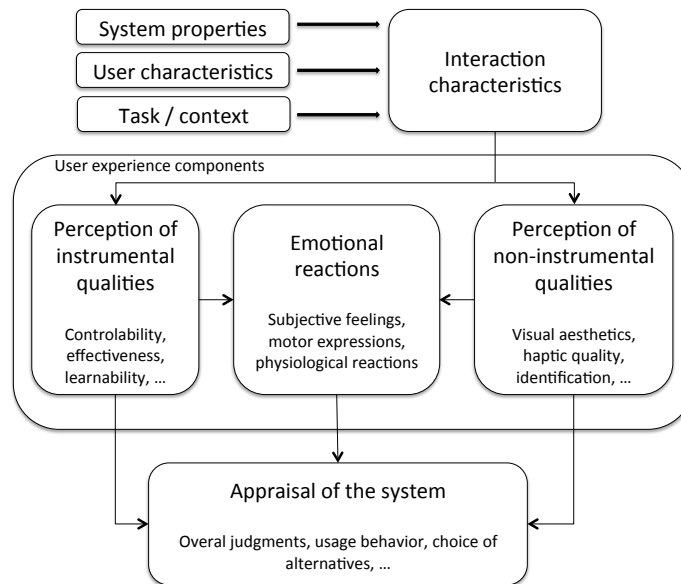 System properties
User characteristics
Task / context
Interaction
characteristics
User experience components
Perception of
instrumental
qualities
Controlability,
effectiveness,
learnability, ...
Emotional
reactions
Subjective feelings,
motor expressions,
physiological reactions
Perception of
non-instrumental
qualities
Visual aesthetics,
haptic quality,
identification, ...
Appraisal of the system
Overal judgments, usage behavior, choice of
alternatives, ...